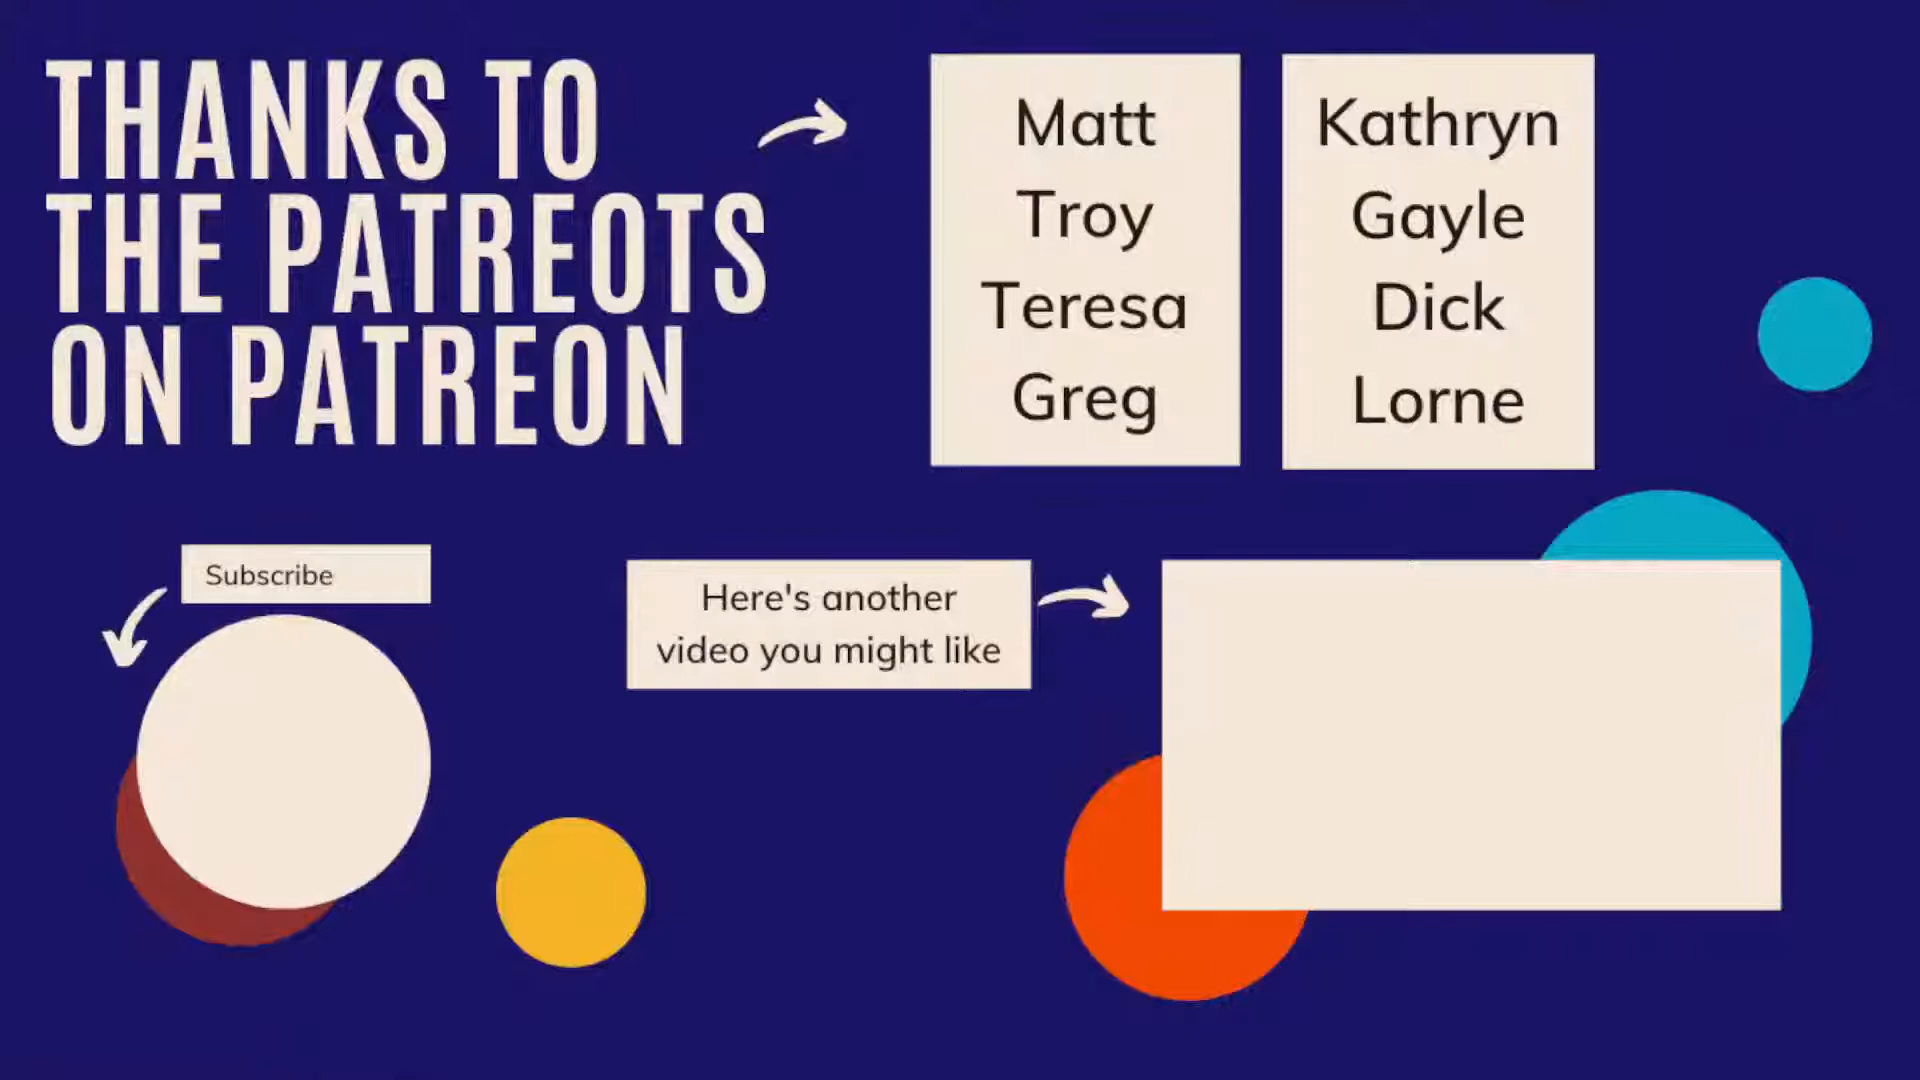 THANKS TO
THE PATREOTS
ON PATREON
Matt
Troy
Teresa
Greg
Kathryn
Gayle
Dick
Lorne
Subscribe
Here's another
video you might like